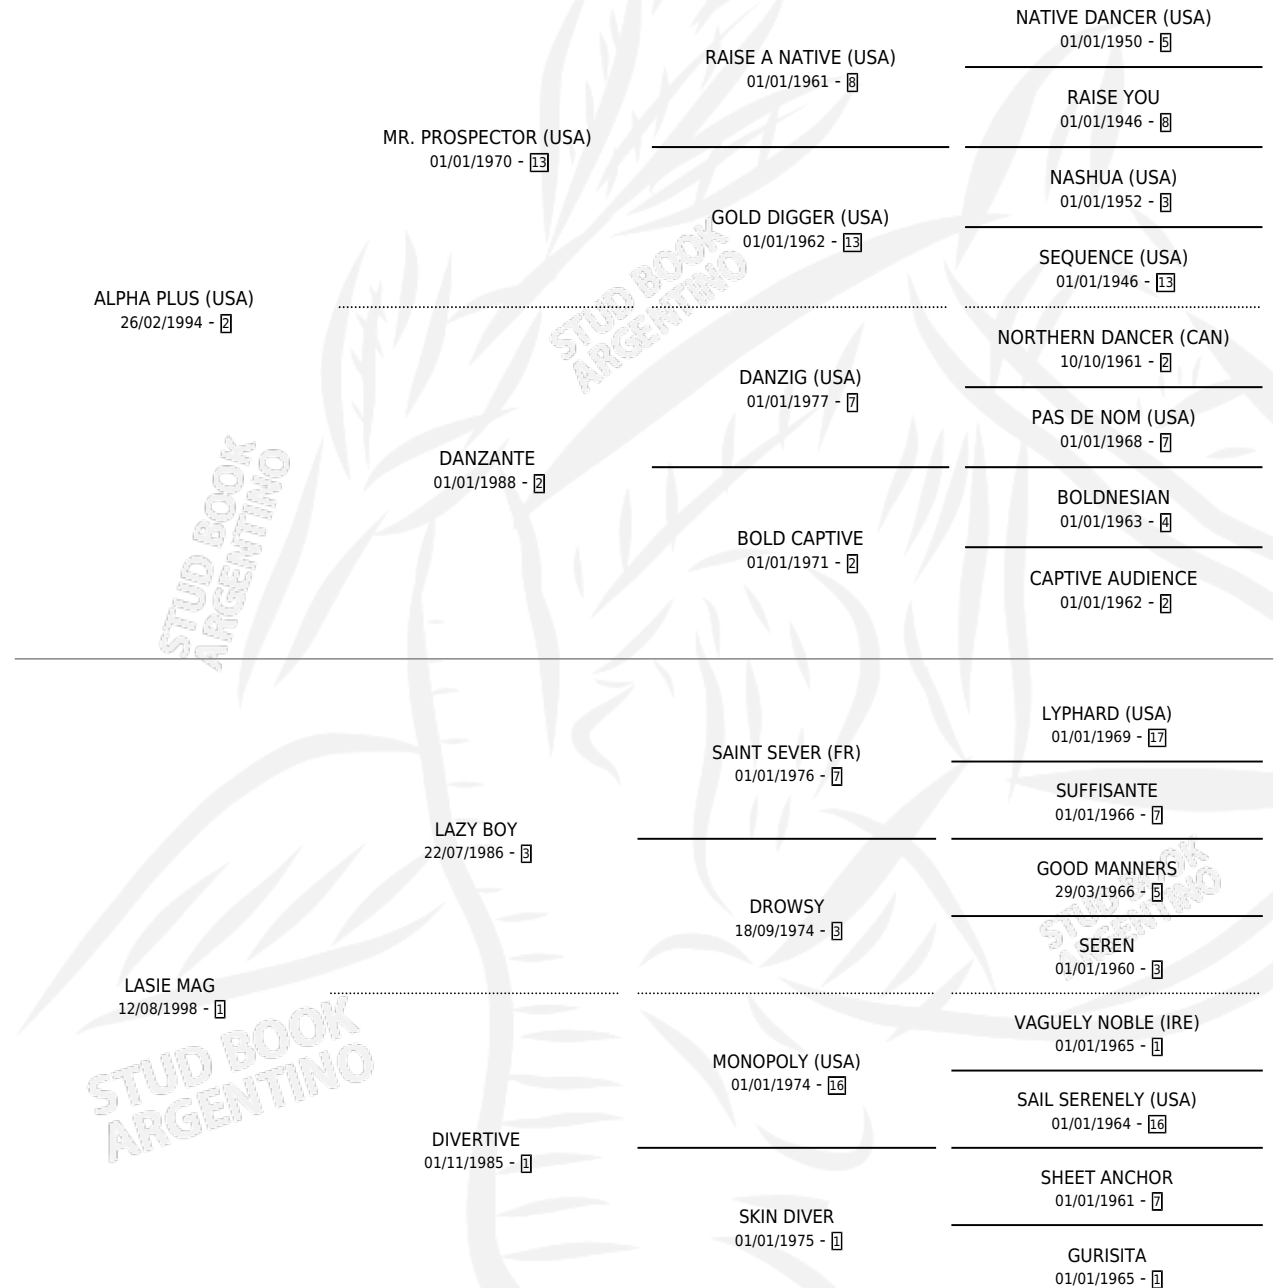 NATIVE DANCER (USA)
01/01/1950 - 5
RAISE A NATIVE (USA)
01/01/1961 - 8
RAISE YOU
01/01/1946 - 8
MR. PROSPECTOR (USA)
01/01/1970 - 13
NASHUA (USA)
01/01/1952 - 3
GOLD DIGGER (USA)
01/01/1962 - 13
SEQUENCE (USA)
01/01/1946 - 13
ALPHA PLUS (USA)
26/02/1994 - 2
NORTHERN DANCER (CAN)
10/10/1961 - 2
DANZIG (USA)
01/01/1977 - 7
PAS DE NOM (USA)
01/01/1968 - 7
DANZANTE
01/01/1988 - 2
BOLDNESIAN
01/01/1963 - 4
BOLD CAPTIVE
01/01/1971 - 2
CAPTIVE AUDIENCE
01/01/1962 - 2
LYPHARD (USA)
01/01/1969 - 17
SAINT SEVER (FR)
01/01/1976 - 7
SUFFISANTE
01/01/1966 - 7
LAZY BOY
22/07/1986 - 3
GOOD MANNERS
29/03/1966 - 5
DROWSY
18/09/1974 - 3
SEREN
01/01/1960 - 3
LASIE MAG
12/08/1998 - 1
VAGUELY NOBLE (IRE)
01/01/1965 - 1
MONOPOLY (USA)
01/01/1974 - 16
SAIL SERENELY (USA)
01/01/1964 - 16
DIVERTIVE
01/11/1985 - 1
SHEET ANCHOR
01/01/1961 - 7
SKIN DIVER
01/01/1975 - 1
GURISITA
01/01/1965 - 1
STUD BOOK
ARGENTINO
STUD BOOK
ARGENTINO
STUD BOOK
ARGENTINO
STUD BOOK
ARGENTINO